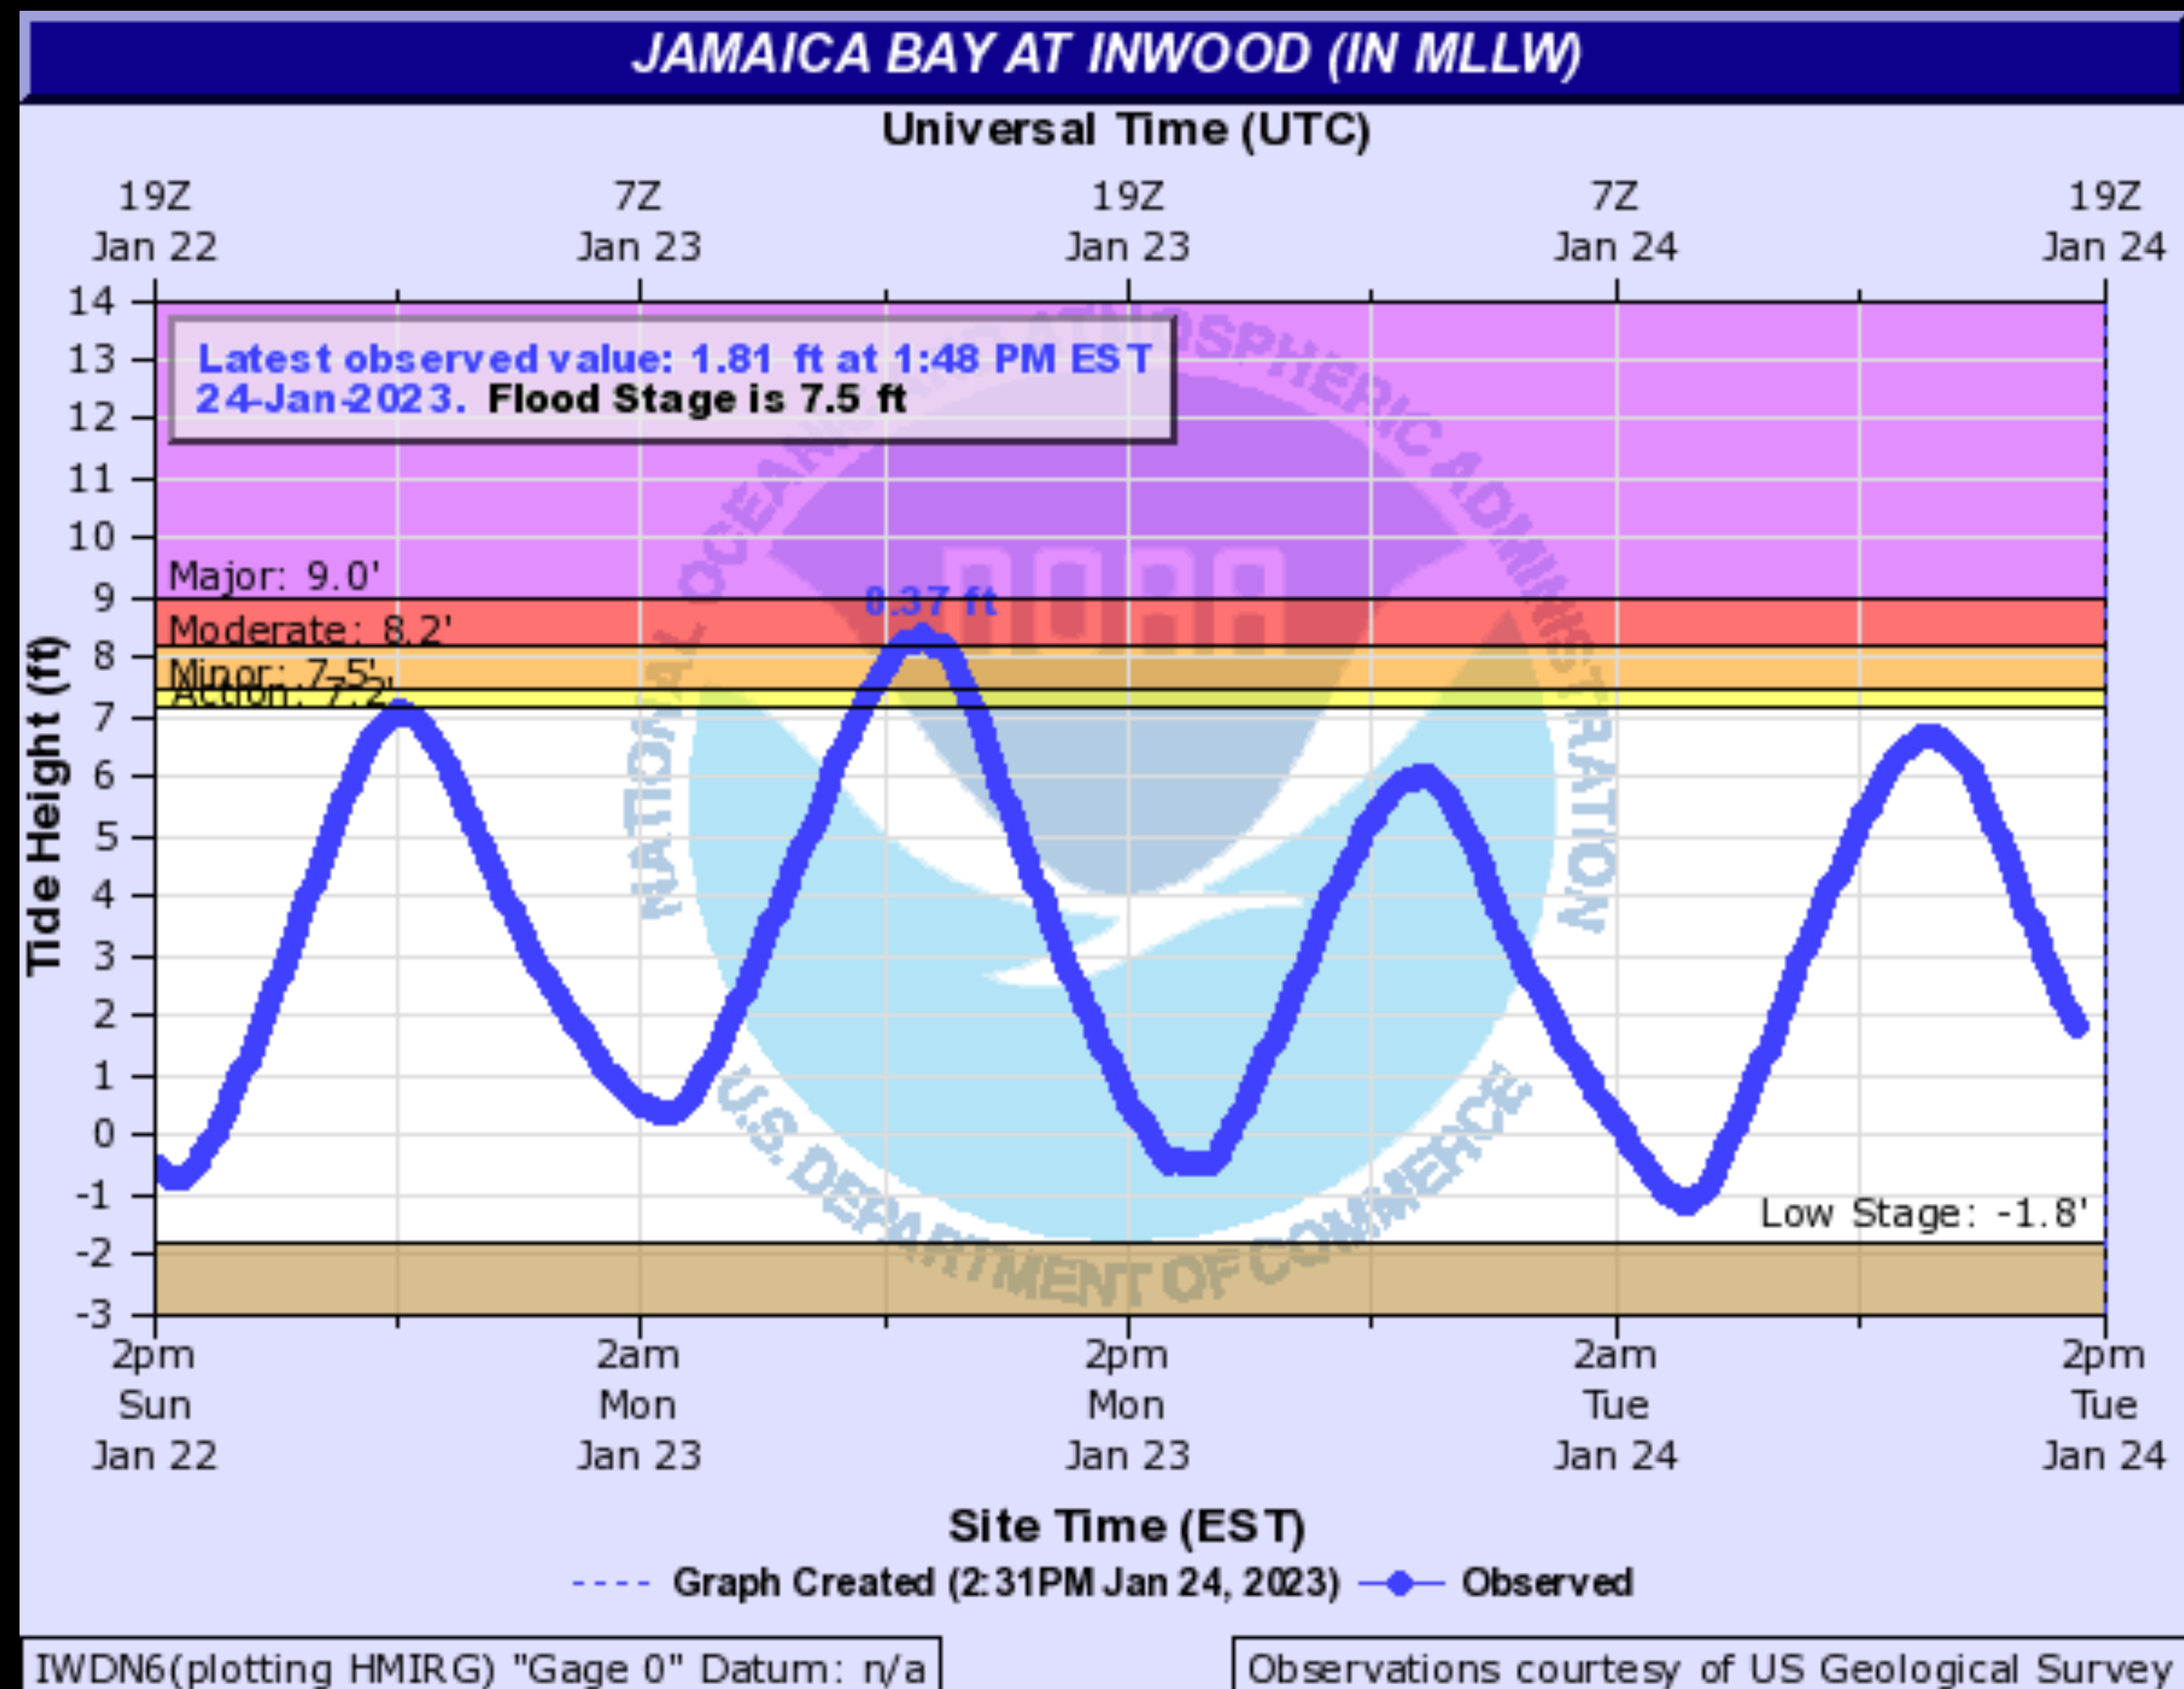 JAMAICA BAY AT INWOOD (IN MLLW)
Universal Time (UTC)
19Z 7Z 19Z 7Z 19Z
Jan 22 Jan 23 Jan 23 Jan 24 Jan 24
14
13
12
11
10
9
8
7
6
5
4
3
2
1
0
-1
-2
-3
Tide Height (ft)
Latest observed value: 1.81 ft at 1:48 PM EST
24-Jan-2023. Flood Stage is 7.5 ft
Major: 9.0'
Moderate: 8.2'
Minor: 7.5'
Action: 7.2'
8.37 ft
Low Stage: -1.8'
NATIONAL OCEANIC AND ATMOSPHERIC ADMINISTRATION
NOAA
U.S. DEPARTMENT OF COMMERCE
2pm 2am 2pm 2am 2pm
Sun Mon Mon Tue Tue
Jan 22 Jan 23 Jan 23 Jan 24 Jan 24
Site Time (EST)
Graph Created (2:31PM Jan 24, 2023) Observed
IWDN6(plotting HMIRG) "Gage 0" Datum: n/a
Observations courtesy of US Geological Survey